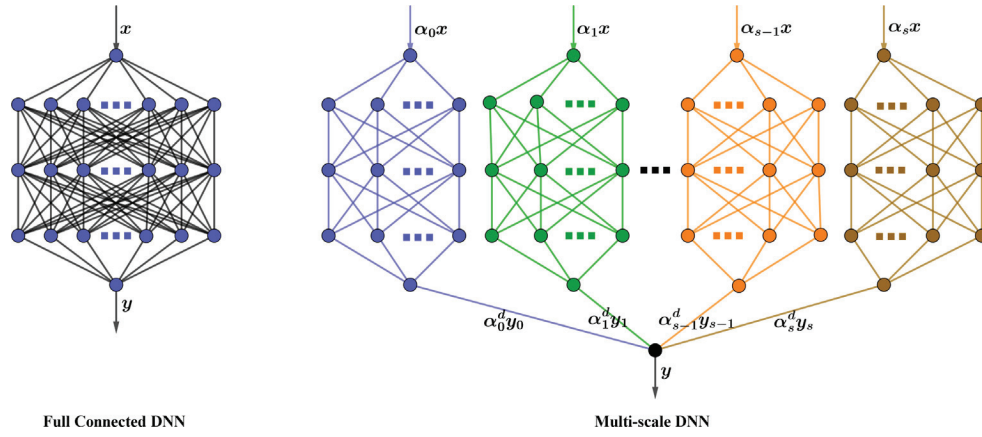 x
α₀x
α₁x
αₛ₋₁x
αₛx
y
α₀ᵈy₀
α₁ᵈy₁
αₛ₋₁ᵈyₛ₋₁
αₛᵈyₛ
y
Full Connected DNN
Multi-scale DNN